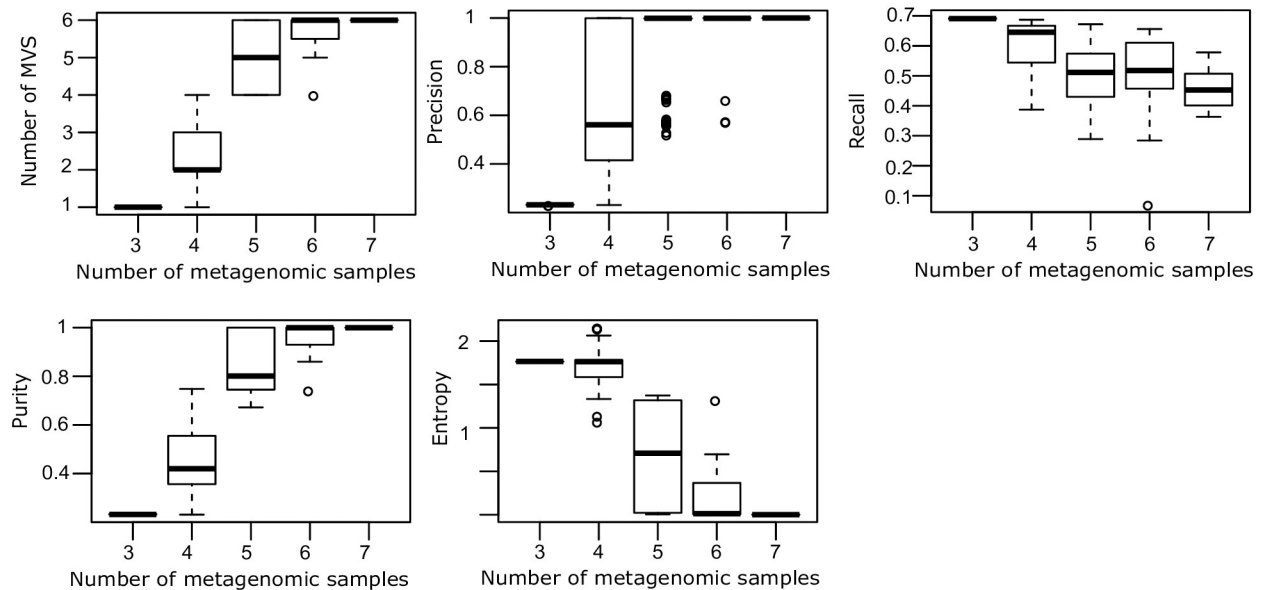 Number of MVS
6
5
4
3
2
1
3 4 5 6 7
Number of metagenomic samples
Precision
1
0.8
0.6
0.4
3 4 5 6 7
Number of metagenomic samples
Recall
0.7
0.6
0.5
0.4
0.3
0.2
0.1
3 4 5 6 7
Number of metagenomic samples
Purity
1
0.8
0.6
0.4
3 4 5 6 7
Number of metagenomic samples
Entropy
2
1
3 4 5 6 7
Number of metagenomic samples